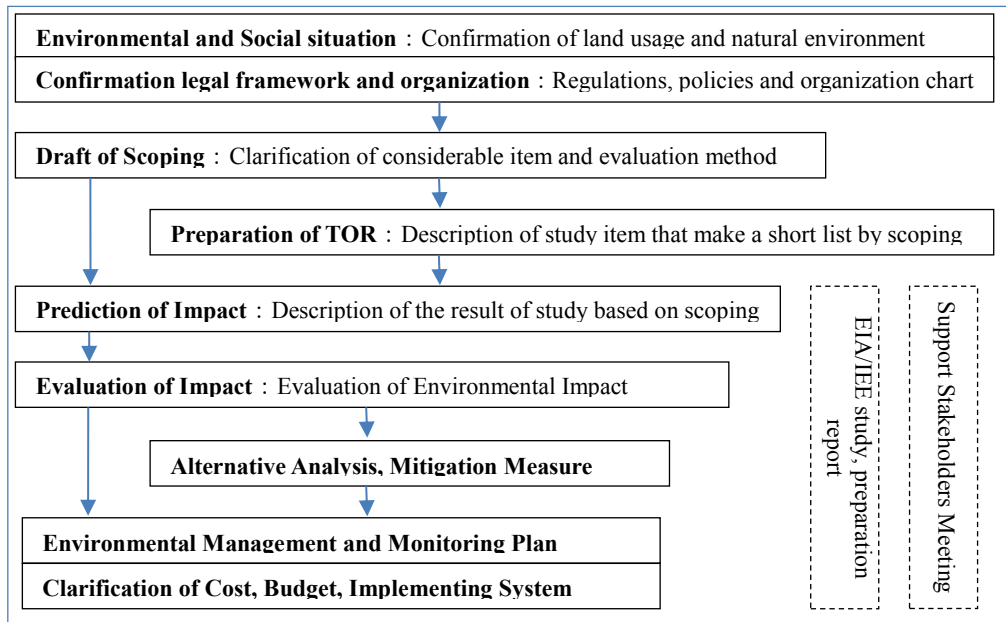 Environmental and Social situation：Confirmation of land usage and natural environment
Confirmation legal framework and organization：Regulations, policies and organization chart
Draft of Scoping：Clarification of considerable item and evaluation method
Preparation of TOR：Description of study item that make a short list by scoping
Prediction of Impact：Description of the result of study based on scoping
Evaluation of Impact：Evaluation of Environmental Impact
Alternative Analysis, Mitigation Measure
Environmental Management and Monitoring Plan
Clarification of Cost, Budget, Implementing System
EIA/IEE study, preparation
report
Support Stakeholders Meeting